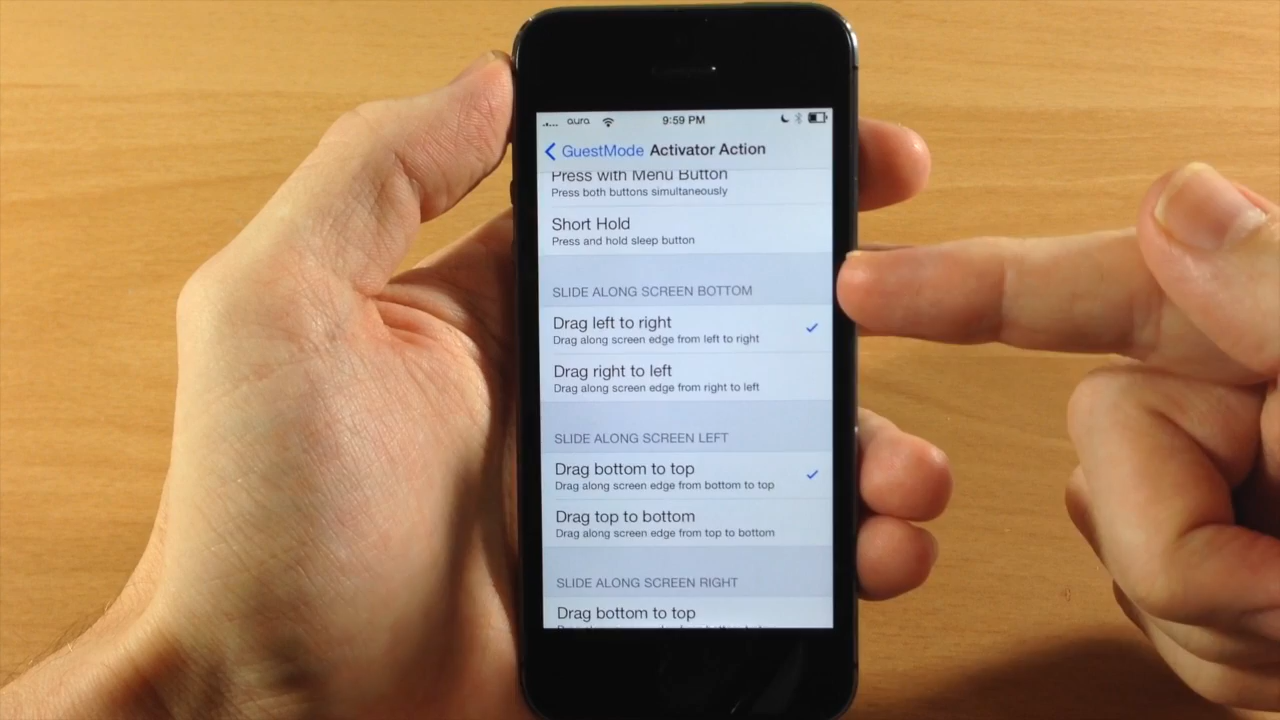 aura 9:59 PM
GuestMode Activator Action
Press with Menu Button
Press both buttons simultaneously
Short Hold
Press and hold sleep button
SLIDE ALONG SCREEN BOTTOM
Drag left to right
Drag along screen edge from left to right
Drag right to left
Drag along screen edge from right to left
SLIDE ALONG SCREEN LEFT
Drag bottom to top
Drag along screen edge from bottom to top
Drag top to bottom
Drag along screen edge from top to bottom
SLIDE ALONG SCREEN RIGHT
Drag bottom to top